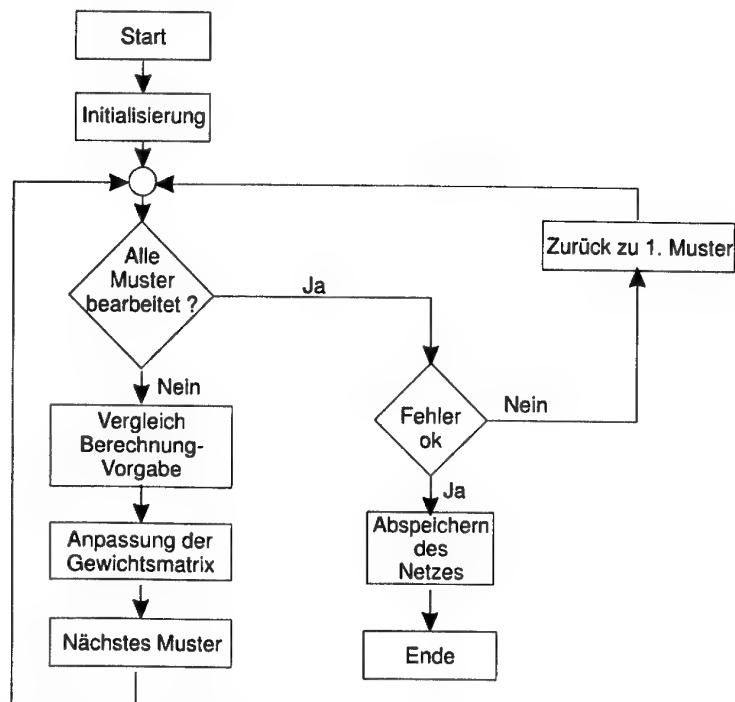 Start
Initialisierung
Alle
Muster
bearbeitet ?
Ja
Zurück zu 1. Muster
Nein
Vergleich
Berechnung-
Vorgabe
Fehler
ok
Nein
Ja
Anpassung der
Gewichtsmatrix
Abspeichern
des
Netzes
Nächstes Muster
Ende